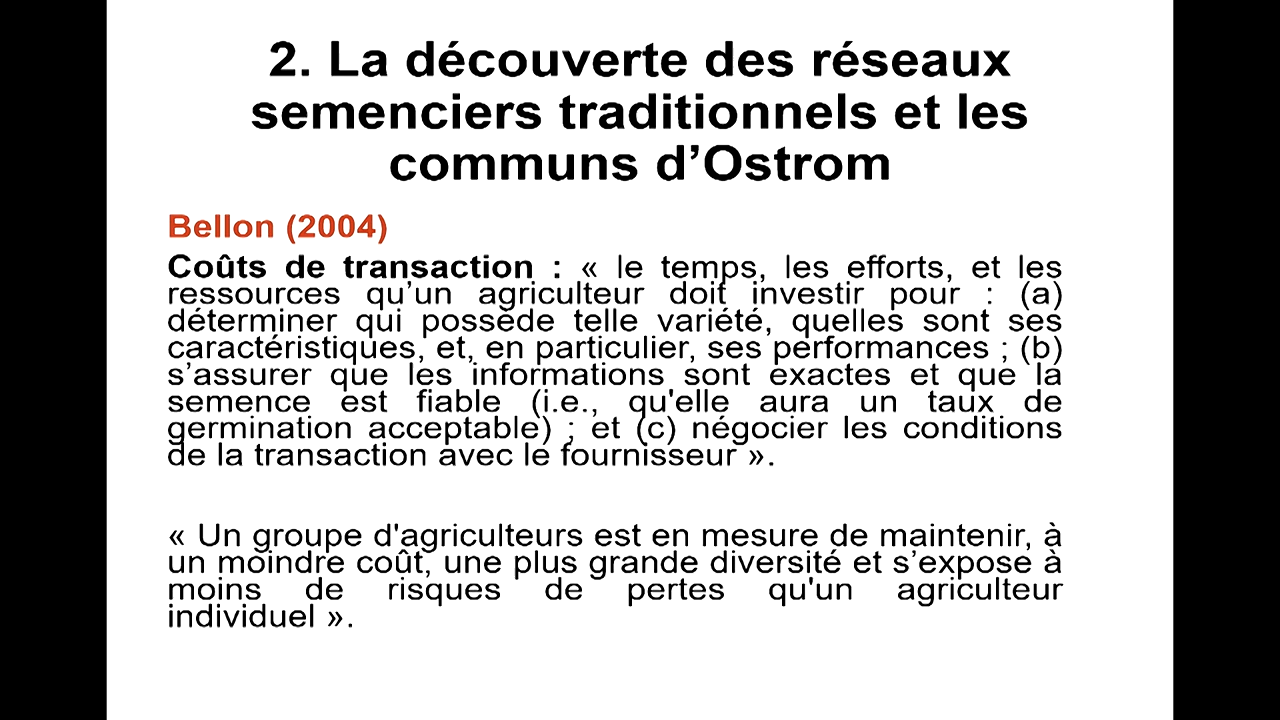 2. La découverte des réseaux
semenciers traditionnels et les
communs d’Ostrom
Bellon (2004)
Coûts de transaction : « le temps, les efforts, et les
ressources qu’un agriculteur doit investir pour : (a)
déterminer qui possède telle variété, quelles sont ses
caractéristiques, et, en particulier, ses performances ; (b)
s’assurer que les informations sont exactes et que la
semence est fiable (i.e., qu'elle aura un taux de
germination acceptable) ; et (c) négocier les conditions
de la transaction avec le fournisseur ».
« Un groupe d'agriculteurs est en mesure de maintenir, à
un moindre coût, une plus grande diversité et s’expose à
moins de risques de pertes qu'un agriculteur
individuel ».